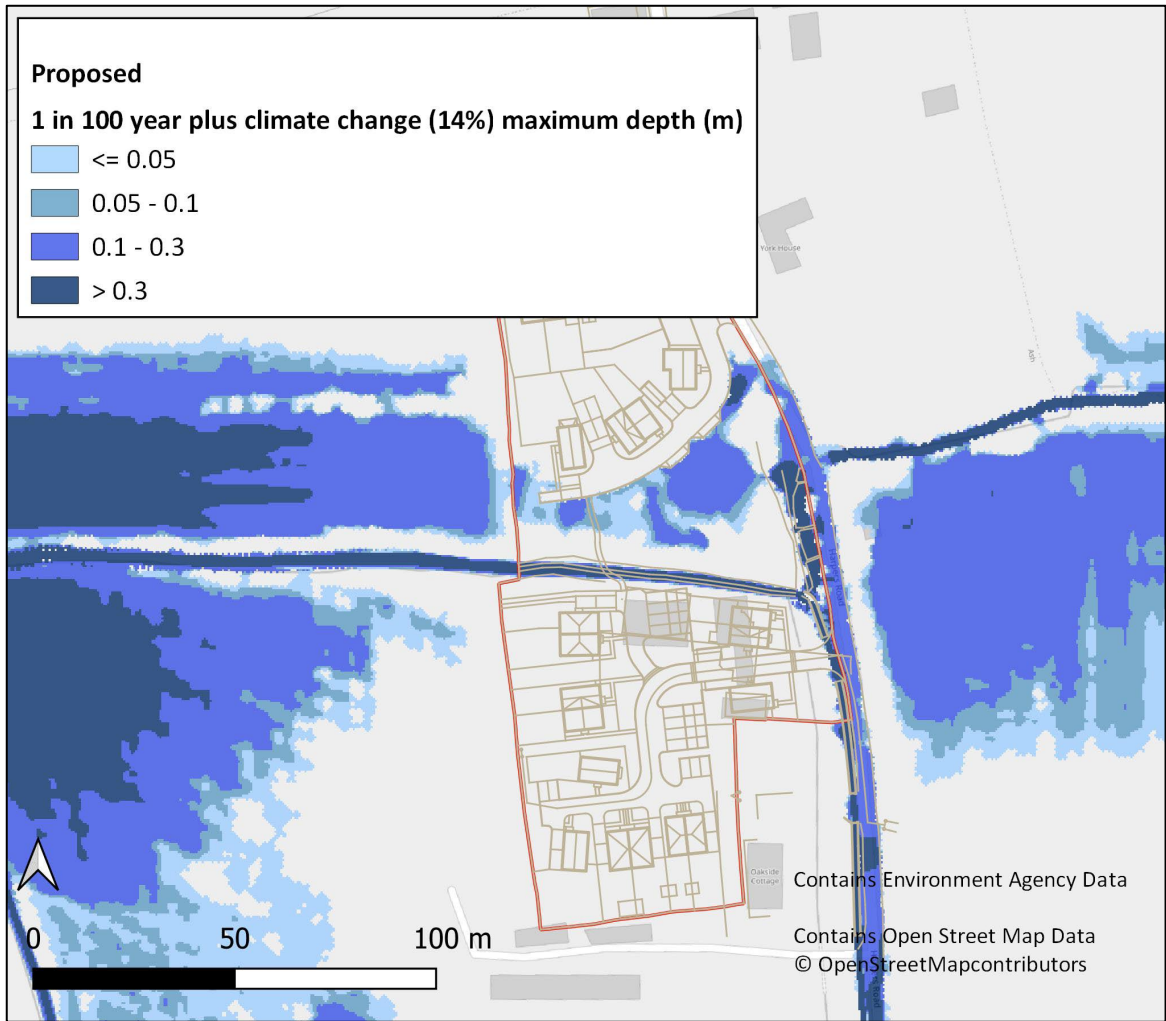 Proposed
1 in 100 year plus climate change (14%) maximum depth (m)
<= 0.05
0.05 - 0.1
0.1 - 0.3
> 0.3
York House
Ash
Oakside
Cottage
Contains Environment Agency Data
Contains Open Street Map Data
© OpenStreetMapcontributors
0 50 100 m